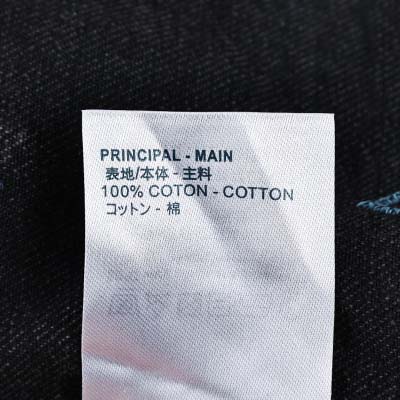 PRINCIPAL - MAIN
表地/本体 - 主料
100% COTON - COTTON
コットン - 棉